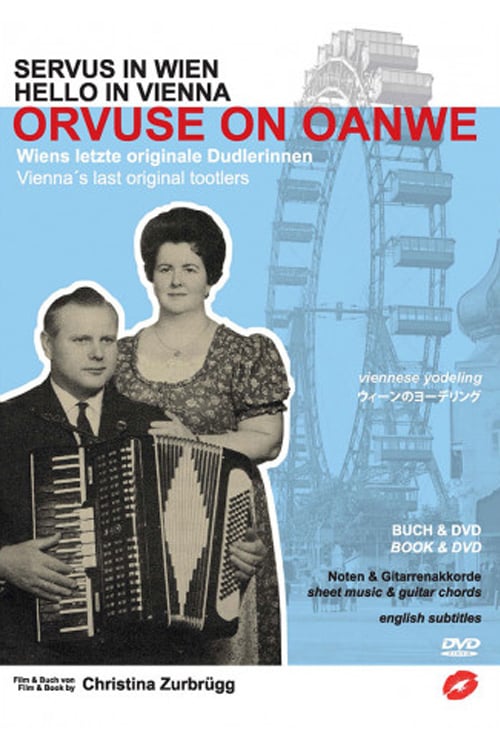 SERVUS IN WIEN
HELLO IN VIENNA
ORVUSE ON OANWE
Wiens letzte originale Dudlerinnen
Vienna´s last original tootlers
viennese yodeling
ウィーンのヨーデリング
BUCH & DVD
BOOK & DVD
Noten & Gitarrenakkorde
sheet music & guitar chords
english subtitles
DVD
VIDEO
Film & Buch von
Film & Book by
Christina Zurbrügg